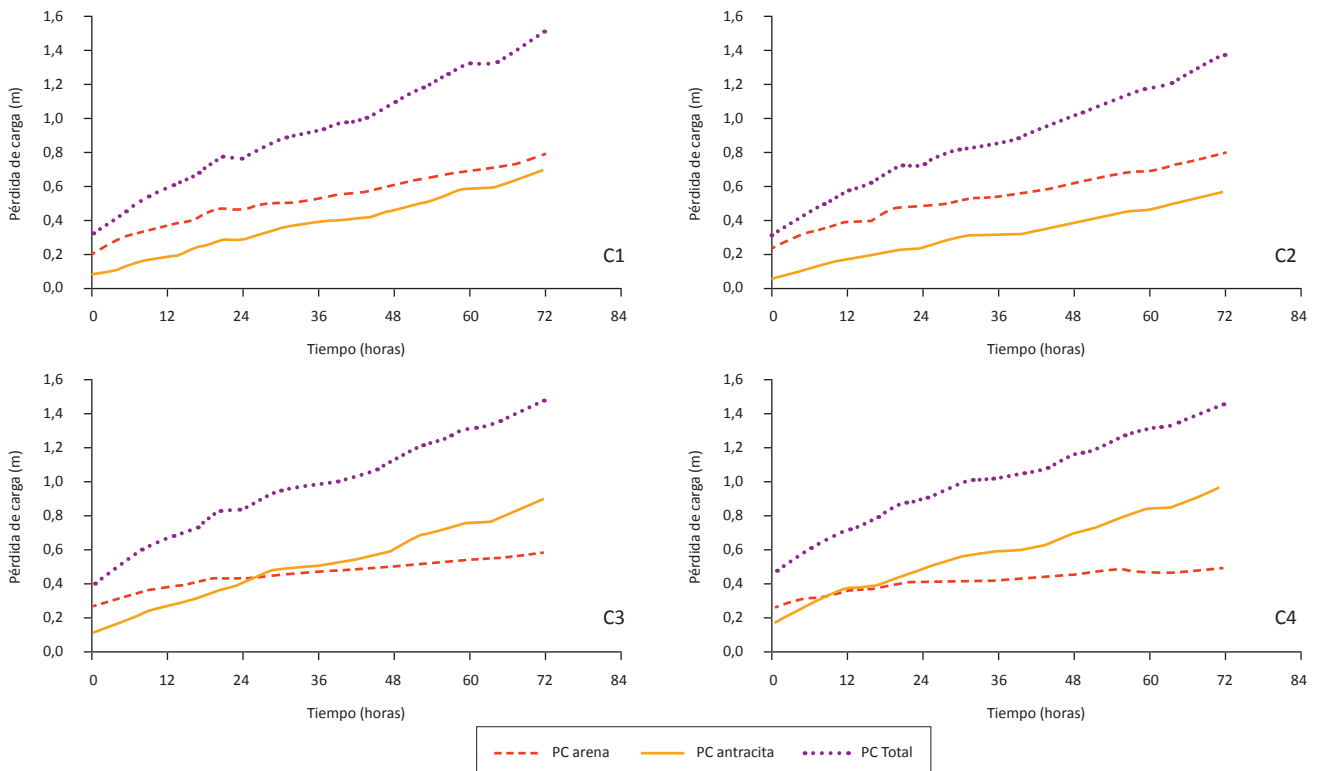 1,6
1,4
1,2
1,0
0,8
0,6
0,4
0,2
0,0
Pérdida de carga (m)
0 12 24 36 48 60 72 84
Tiempo (horas)
C1
1,6
1,4
1,2
1,0
0,8
0,6
0,4
0,2
0,0
Pérdida de carga (m)
0 12 24 36 48 60 72 84
Tiempo (horas)
C2
1,6
1,4
1,2
1,0
0,8
0,6
0,4
0,2
0,0
Pérdida de carga (m)
0 12 24 36 48 60 72 84
Tiempo (horas)
C3
1,6
1,4
1,2
1,0
0,8
0,6
0,4
0,2
0,0
Pérdida de carga (m)
0 12 24 36 48 60 72 84
Tiempo (horas)
C4
PC arena PC antracita PC Total